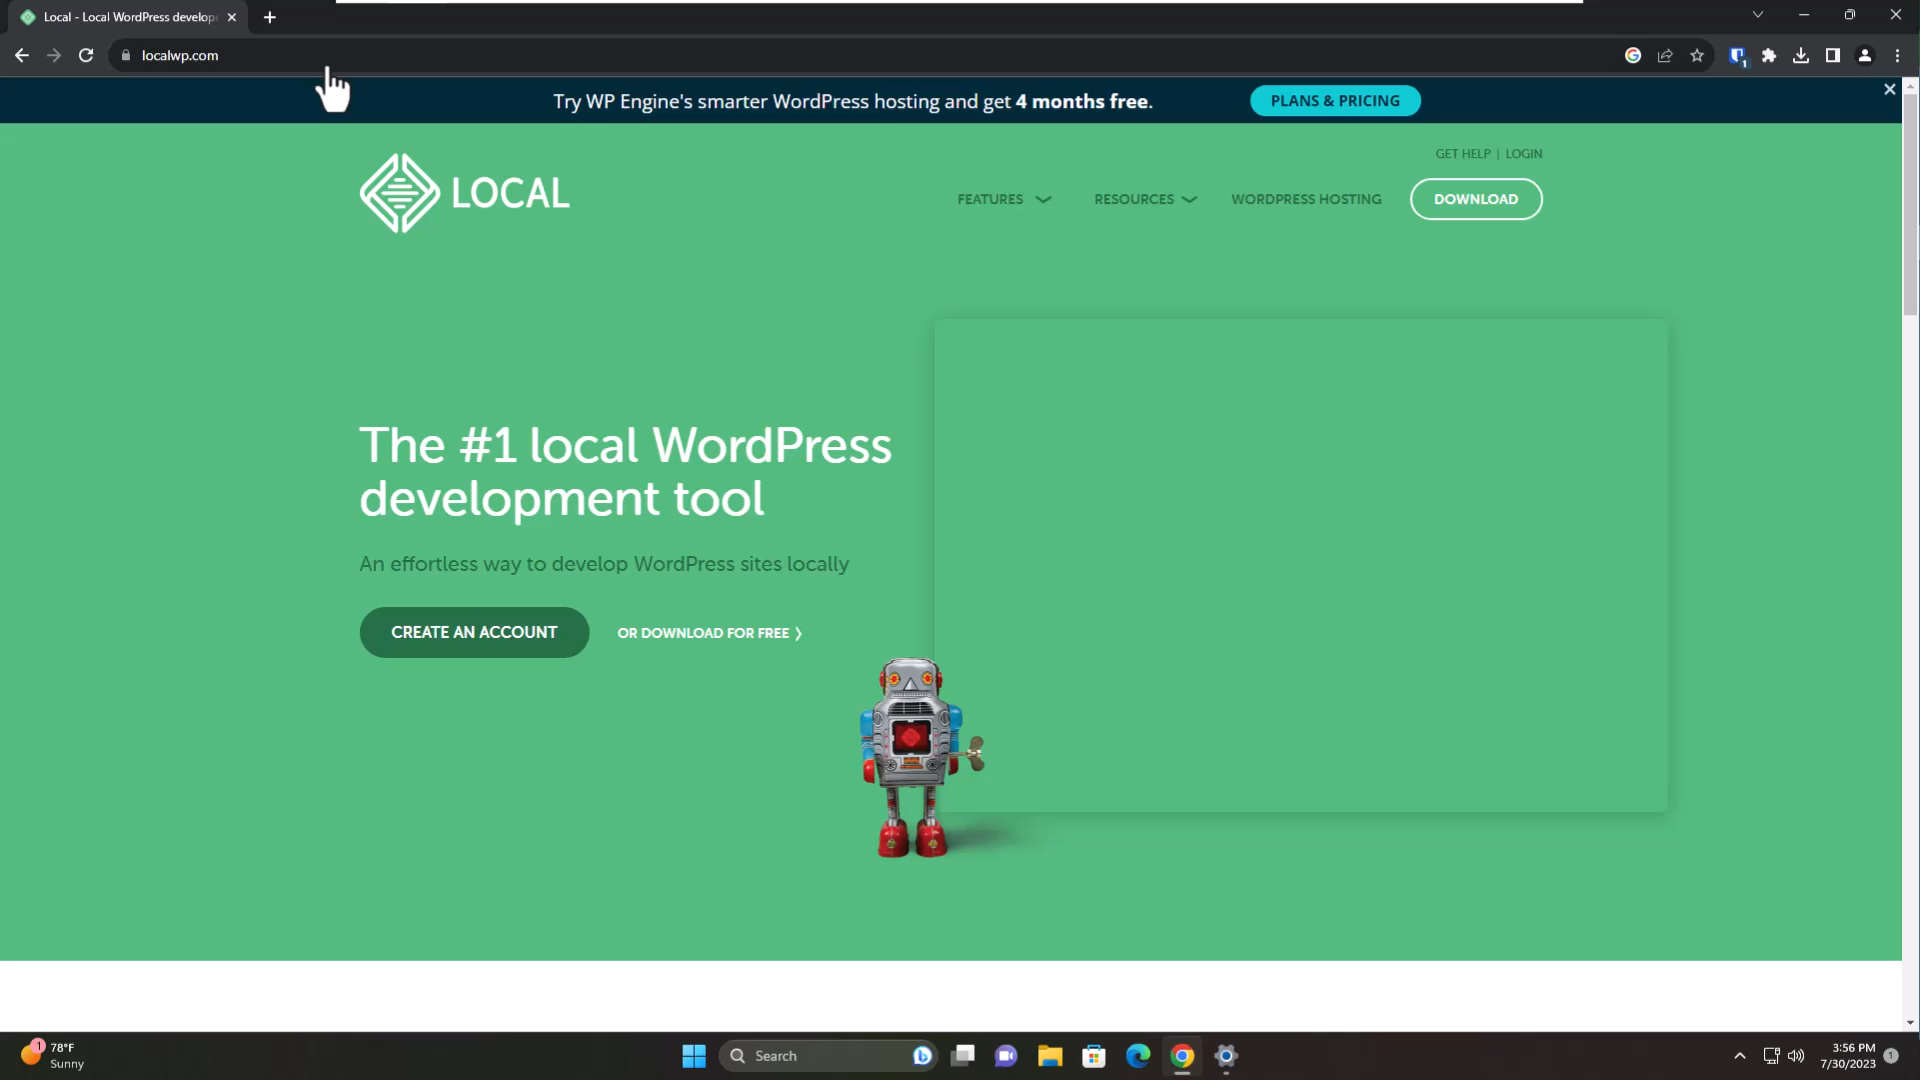 Local - Local WordPress develop
localwp.com
1
Try WP Engine's smarter WordPress hosting and get 4 months free.
PLANS & PRICING
GET HELP | LOGIN
LOCAL
FEATURES
RESOURCES
WORDPRESS HOSTING
DOWNLOAD
The #1 local WordPress
development tool
An effortless way to develop WordPress sites locally
CREATE AN ACCOUNT
OR DOWNLOAD FOR FREE
1
78°F
Sunny
Search
3:56 PM
7/30/2023
1